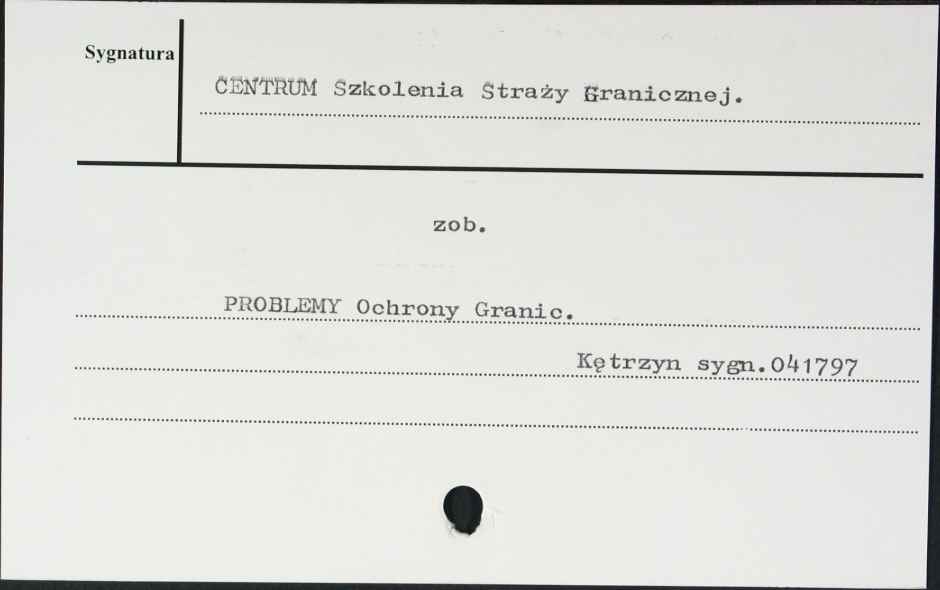 Sygnatura
CENTRUM Szkolenia Straży Granicznej.
zob.
PROBLEMY Ochrony Granic.
Kętrzyn sygn.041797